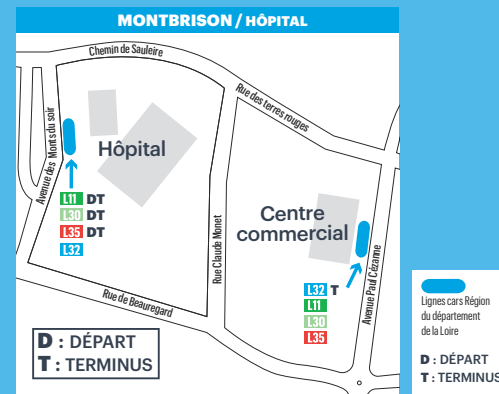 MONTBRISON / HÔPITAL
Chemin de Sauleire
Rue des terres rouges
Avenue des Monts du soir
Hôpital
L11 DT
L30 DT
L35 DT
L32
Rue Claude Monet
Centre
commercial
L32 T
L11
L30
L35
Avenue Paul Cézanne
Rue de Beauregard
D : DÉPART
T : TERMINUS
Lignes cars Région
du département
de la Loire
D : DÉPART
T : TERMINUS